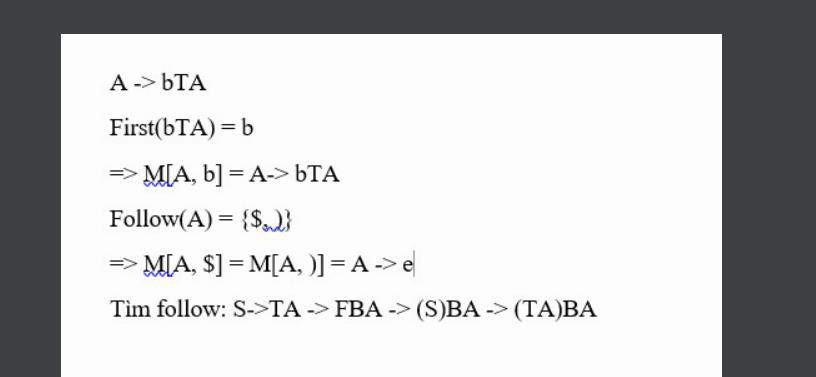 A -> bTA
First(bTA) = b
=> M[A, b] = A-> bTA
Follow(A) = {$, )}
=> M[A, $] = M[A, )] = A -> e
Tìm follow: S->TA -> FBA -> (S)BA -> (TA)BA